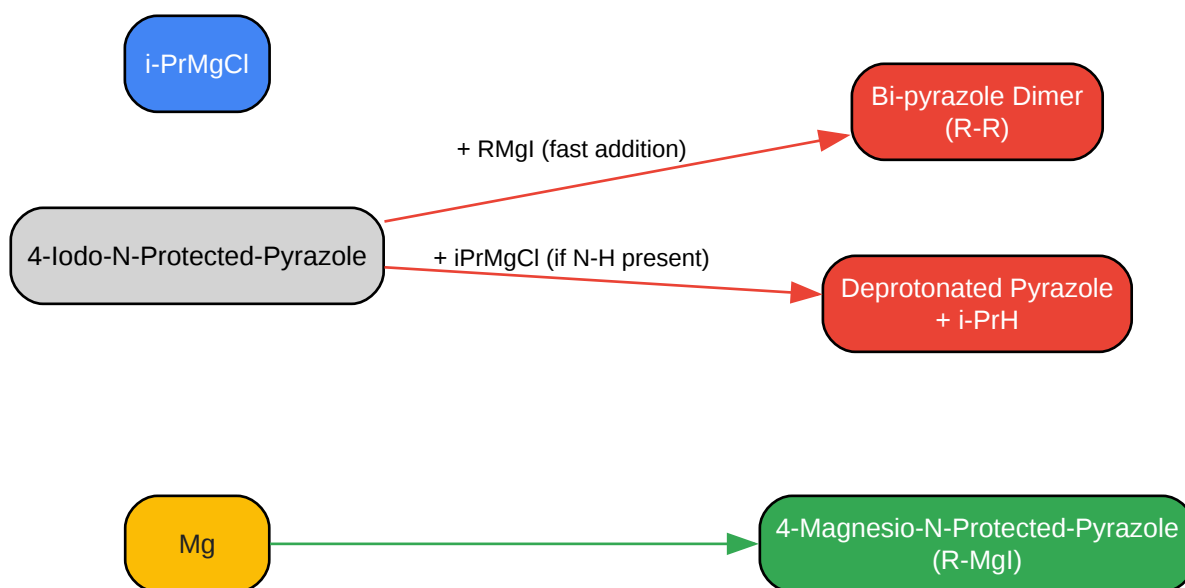 i-PrMgCl
Bi-pyrazole Dimer
(R-R)
+ RMgI (fast addition)
4-Iodo-N-Protected-Pyrazole
+ iPrMgCl (if N-H present)
Deprotonated Pyrazole
+ i-PrH
Mg
4-Magnesio-N-Protected-Pyrazole
(R-MgI)